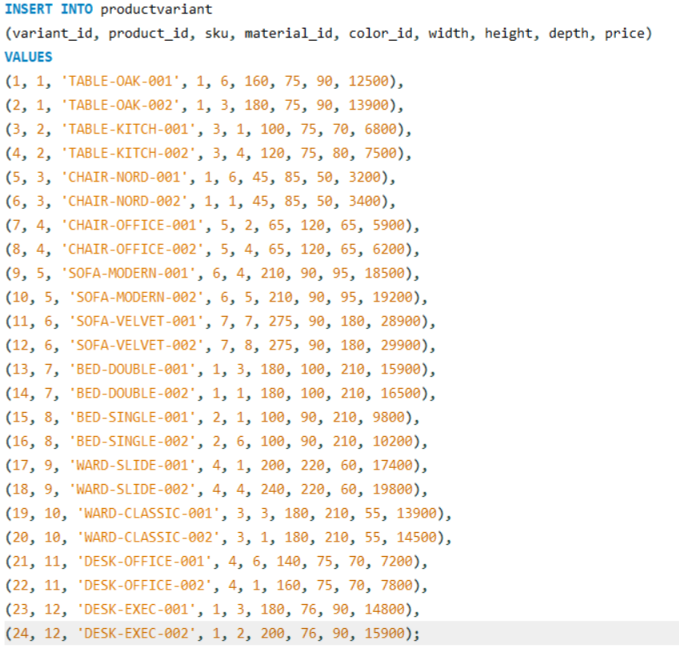 INSERT INTO productvariant
(variant_id, product_id, sku, material_id, color_id, width, height, depth, price)
VALUES
(1, 1, 'TABLE-OAK-001', 1, 6, 160, 75, 90, 12500),
(2, 1, 'TABLE-OAK-002', 1, 3, 180, 75, 90, 13900),
(3, 2, 'TABLE-KITCH-001', 3, 1, 100, 75, 70, 6800),
(4, 2, 'TABLE-KITCH-002', 3, 4, 120, 75, 80, 7500),
(5, 3, 'CHAIR-NORD-001', 1, 6, 45, 85, 50, 3200),
(6, 3, 'CHAIR-NORD-002', 1, 1, 45, 85, 50, 3400),
(7, 4, 'CHAIR-OFFICE-001', 5, 2, 65, 120, 65, 5900),
(8, 4, 'CHAIR-OFFICE-002', 5, 4, 65, 120, 65, 6200),
(9, 5, 'SOFA-MODERN-001', 6, 4, 210, 90, 95, 18500),
(10, 5, 'SOFA-MODERN-002', 6, 5, 210, 90, 95, 19200),
(11, 6, 'SOFA-VELVET-001', 7, 7, 275, 90, 180, 28900),
(12, 6, 'SOFA-VELVET-002', 7, 8, 275, 90, 180, 29900),
(13, 7, 'BED-DOUBLE-001', 1, 3, 180, 100, 210, 15900),
(14, 7, 'BED-DOUBLE-002', 1, 1, 180, 100, 210, 16500),
(15, 8, 'BED-SINGLE-001', 2, 1, 100, 90, 210, 9800),
(16, 8, 'BED-SINGLE-002', 2, 6, 100, 90, 210, 10200),
(17, 9, 'WARD-SLIDE-001', 4, 1, 200, 220, 60, 17400),
(18, 9, 'WARD-SLIDE-002', 4, 4, 240, 220, 60, 19800),
(19, 10, 'WARD-CLASSIC-001', 3, 3, 180, 210, 55, 13900),
(20, 10, 'WARD-CLASSIC-002', 3, 1, 180, 210, 55, 14500),
(21, 11, 'DESK-OFFICE-001', 4, 6, 140, 75, 70, 7200),
(22, 11, 'DESK-OFFICE-002', 4, 1, 160, 75, 70, 7800),
(23, 12, 'DESK-EXEC-001', 1, 3, 180, 76, 90, 14800),
(24, 12, 'DESK-EXEC-002', 1, 2, 200, 76, 90, 15900);